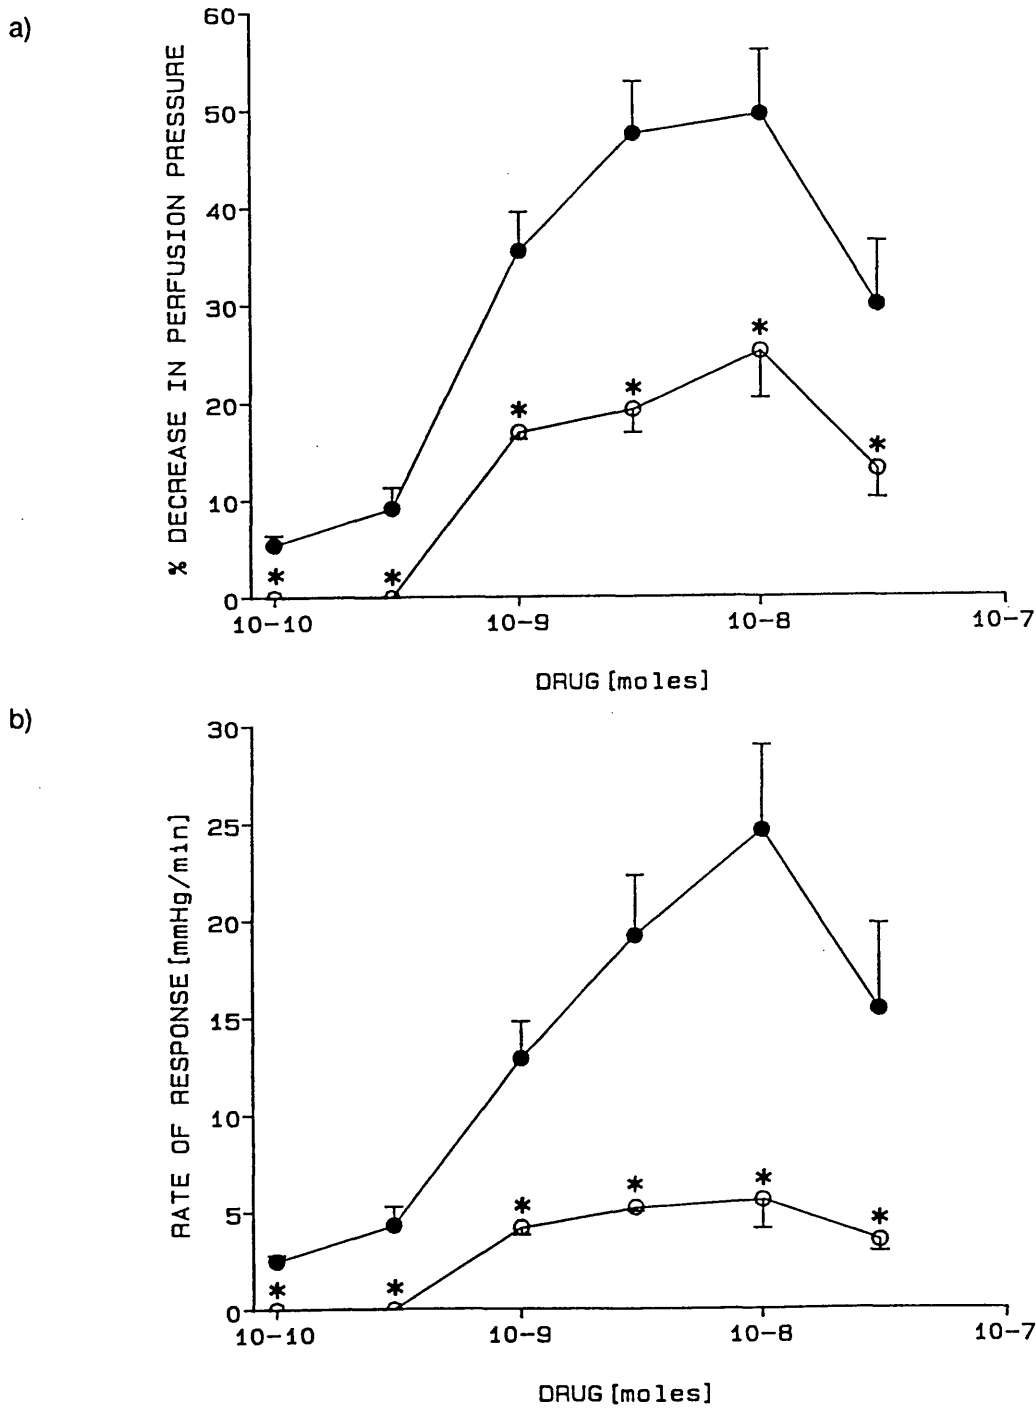 a)
60
50
40
30
20
10
0
% DECREASE IN PERFUSION PRESSURE
* * * * * *
10-10 10-9 10-8 10-7
DRUG [moles]
b)
30
25
20
15
10
5
0
RATE OF RESPONSE [mmHg/min]
* * * * * *
10-10 10-9 10-8 10-7
DRUG [moles]